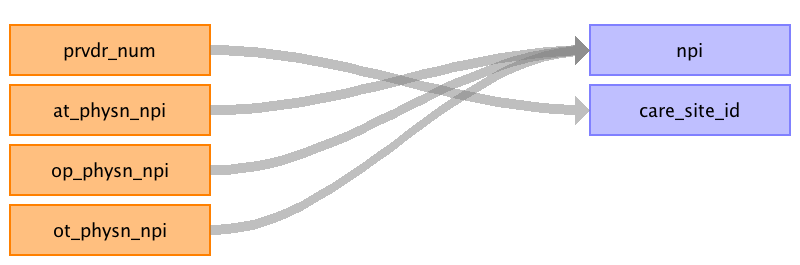 prvdr_num
npi
at_physn_npi
care_site_id
op_physn_npi
ot_physn_npi